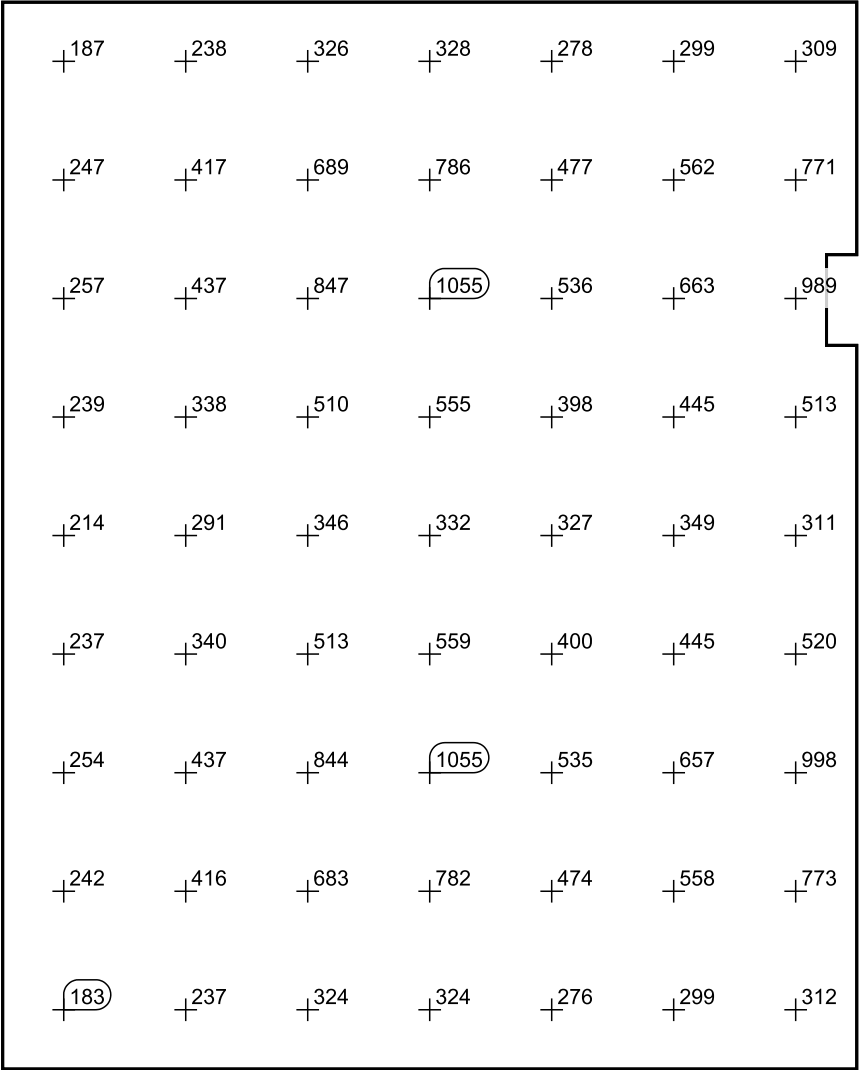 187 238 326 328 278 299 309
247 417 689 786 477 562 771
257 437 847 1055 536 663 989
239 338 510 555 398 445 513
214 291 346 332 327 349 311
237 340 513 559 400 445 520
254 437 844 1055 535 657 998
242 416 683 782 474 558 773
183 237 324 324 276 299 312